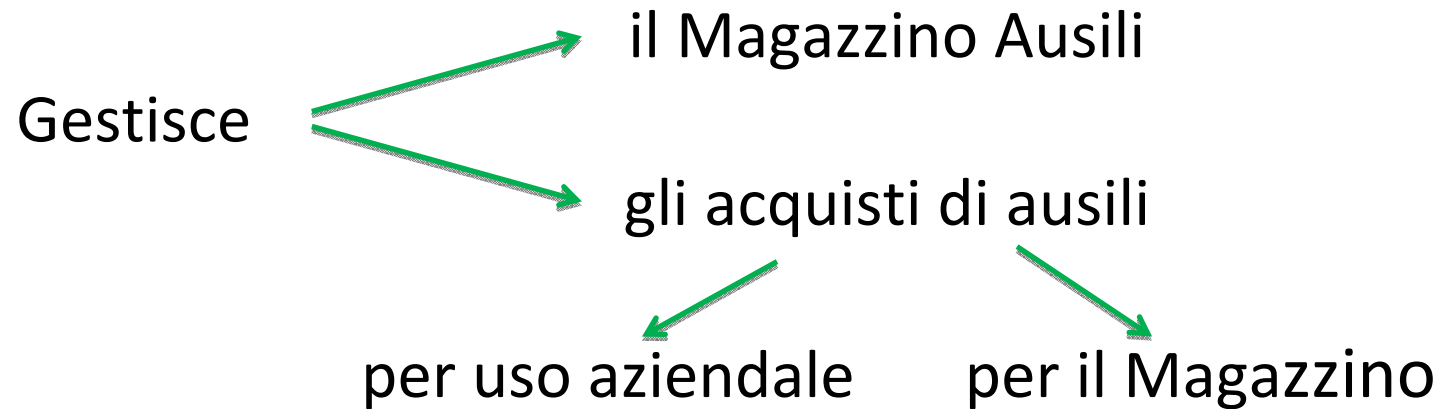 il Magazzino Ausili
Gestisce
gli acquisti di ausili
per uso aziendale
per il Magazzino